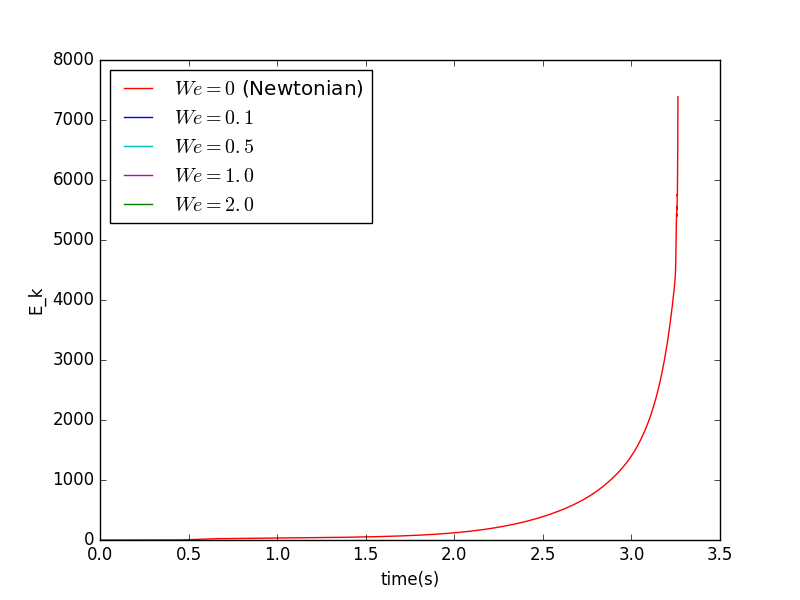 8000
7000
6000
5000
4000
3000
2000
1000
0
E_k
We = 0 (Newtonian)
We = 0.1
We = 0.5
We = 1.0
We = 2.0
0.0 0.5 1.0 1.5 2.0 2.5 3.0 3.5
time(s)